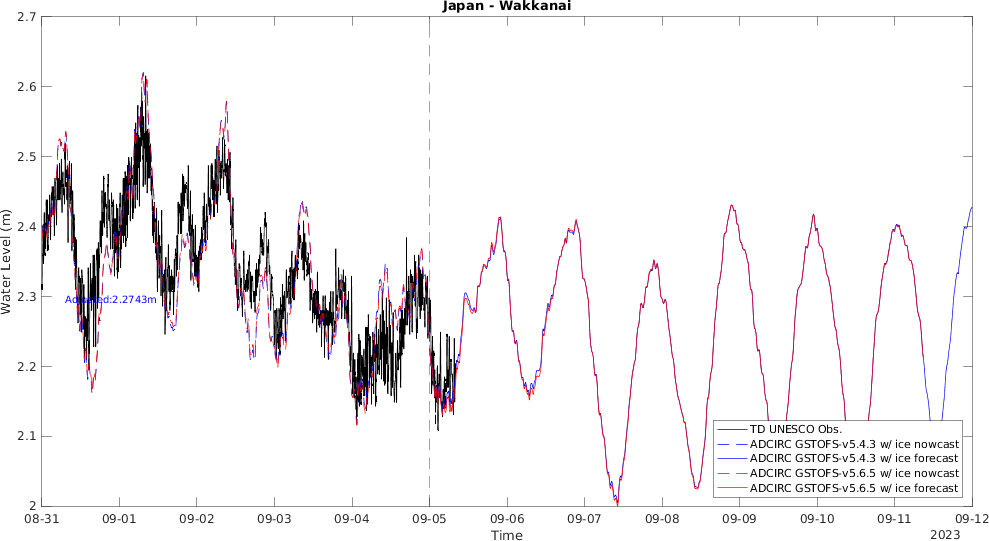 Japan - Wakkanai
2.7
2.6
2.5
2.4
2.3
2.2
2.1
2
Water Level (m)
Adjusted:2.2743m
TD UNESCO Obs.
ADCIRC GSTOFS-v5.4.3 w/ ice nowcast
ADCIRC GSTOFS-v5.4.3 w/ ice forecast
ADCIRC GSTOFS-v5.6.5 w/ ice nowcast
ADCIRC GSTOFS-v5.6.5 w/ ice forecast
08-31 09-01 09-02 09-03 09-04 09-05 09-06 09-07 09-08 09-09 09-10 09-11 09-12
Time
2023